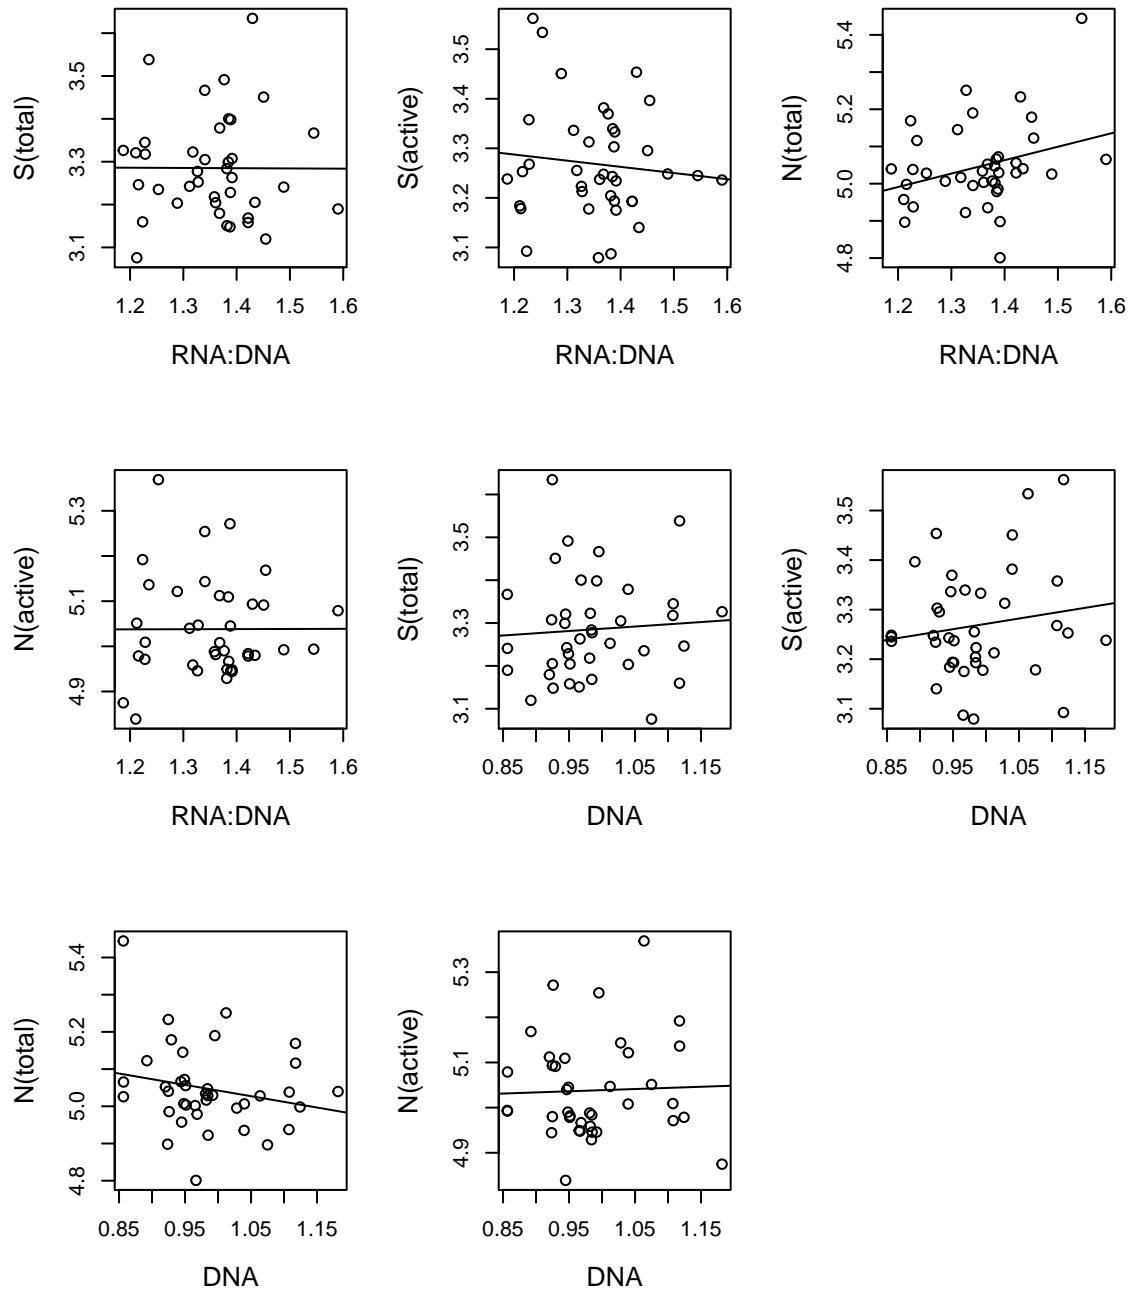 S(total)
3.1 3.3 3.5
1.2 1.3 1.4 1.5 1.6
RNA:DNA
S(active)
3.1 3.2 3.3 3.4 3.5
1.2 1.3 1.4 1.5 1.6
RNA:DNA
N(total)
4.8 5.0 5.2 5.4
1.2 1.3 1.4 1.5 1.6
RNA:DNA
N(active)
4.9 5.1 5.3
1.2 1.3 1.4 1.5 1.6
RNA:DNA
S(total)
3.1 3.3 3.5
0.85 0.95 1.05 1.15
DNA
S(active)
3.1 3.2 3.3 3.4 3.5
0.85 0.95 1.05 1.15
DNA
N(total)
4.8 5.0 5.2 5.4
0.85 0.95 1.05 1.15
DNA
N(active)
4.9 5.1 5.3
0.85 0.95 1.05 1.15
DNA